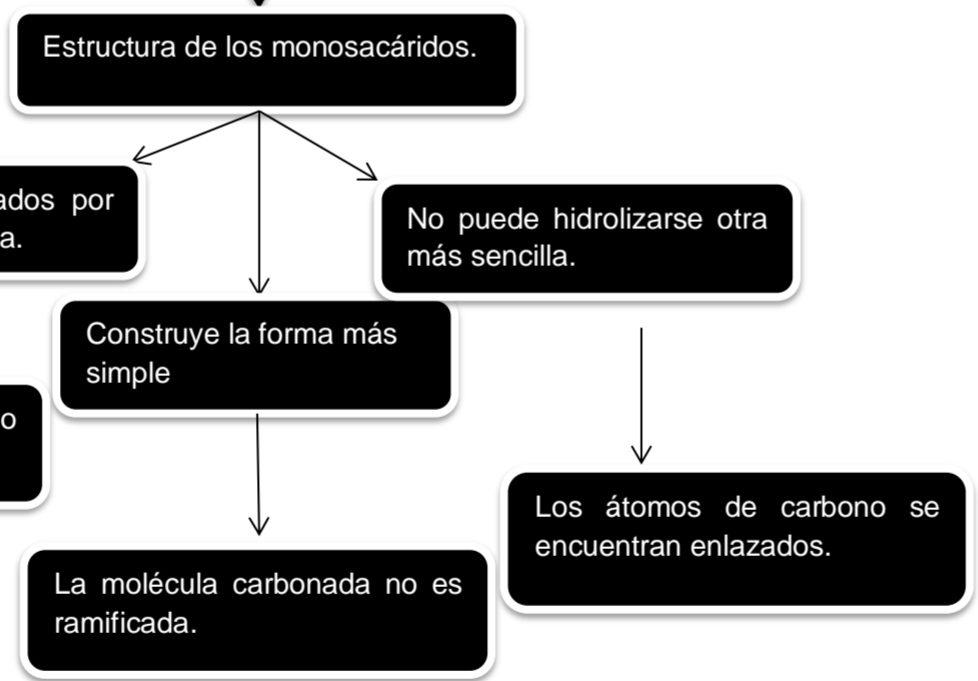 Estructura de los monosacáridos.
por
No puede hidrolizarse otra
más sencilla.
Construye la forma más
simple
Los átomos de carbono se
encuentran enlazados.
La molécula carbonada no es
ramificada.